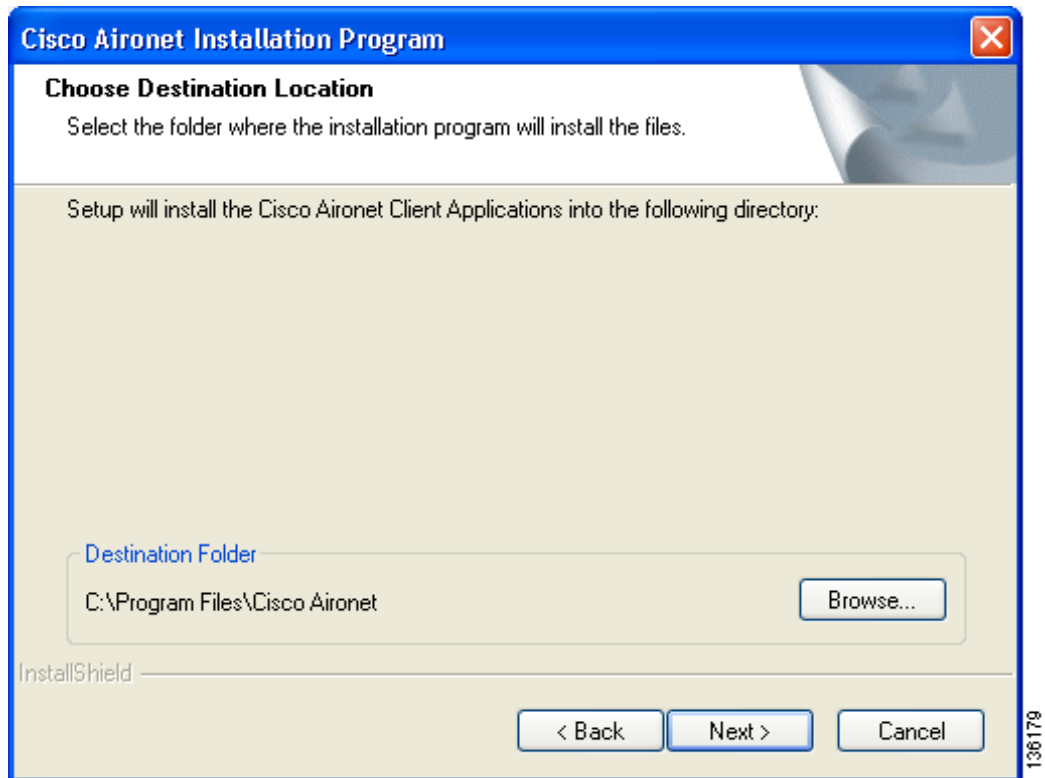 Cisco Aironet Installation Program
Choose Destination Location
Select the folder where the installation program will install the files.
Setup will install the Cisco Aironet Client Applications into the following directory:
Destination Folder
C:\Program Files\Cisco Aironet
Browse...
InstallShield
< Back
Next >
Cancel
136179